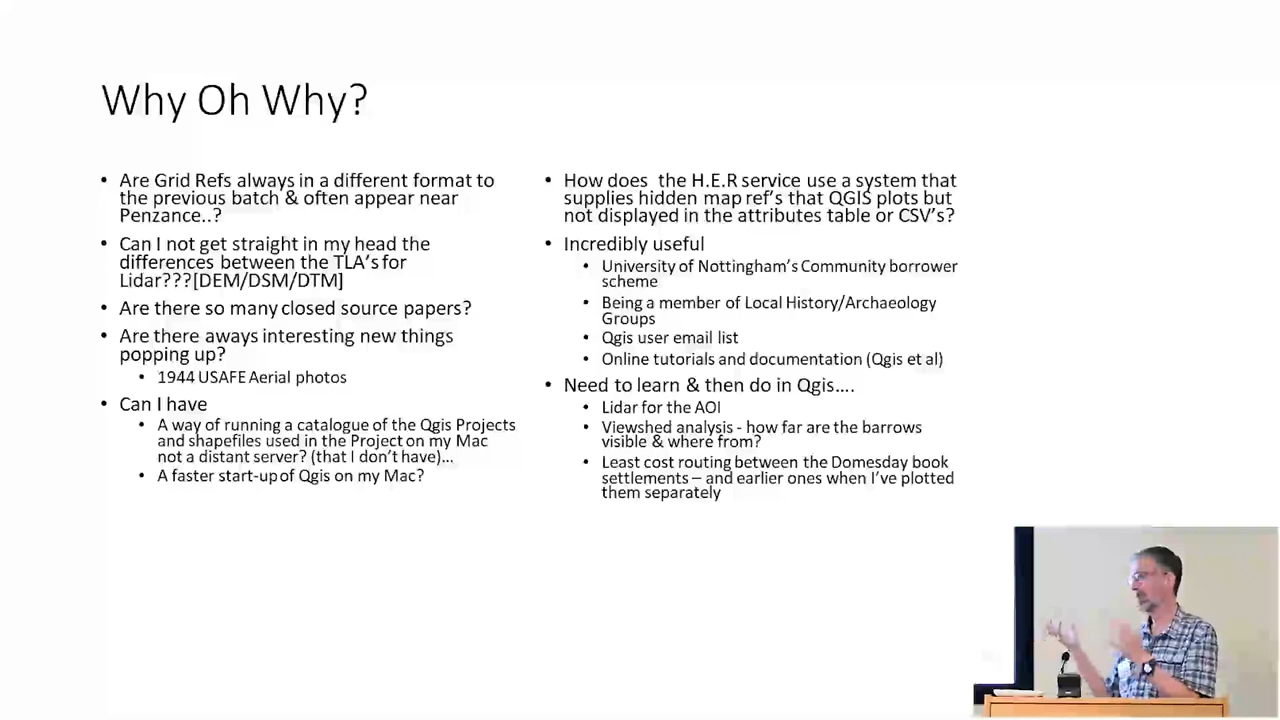 Why Oh Why?
• Are Grid Refs always in a different format to
the previous batch & often appear near
Penzance..?
• Can I not get straight in my head the
differences between the TLA's for
Lidar???[DEM/DSM/DTM]
• Are there so many closed source papers?
• Are there aways interesting new things
popping up?
• 1944 USAFE Aerial photos
• Can I have
• A way of running a catalogue of the Qgis Projects
and shapefiles used in the Project on my Mac
not a distant server? (that I don't have)...
• A faster start-up of Qgis on my Mac?
• How does the H.E.R service use a system that
supplies hidden map ref's that QGIS plots but
not displayed in the attributes table or CSV's?
• Incredibly useful
• University of Nottingham's Community borrower
scheme
• Being a member of Local History/Archaeology
Groups
• Qgis user email list
• Online tutorials and documentation (Qgis et al)
• Need to learn & then do in Qgis....
• Lidar for the AOI
• Viewshed analysis - how far are the barrows
visible & where from?
• Least cost routing between the Domesday book
settlements – and earlier ones when I've plotted
them separately